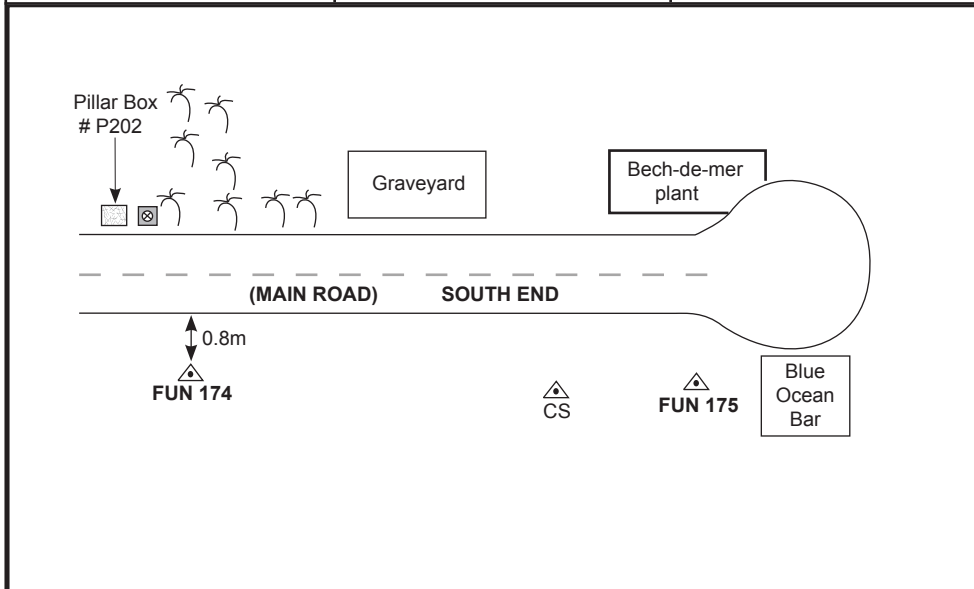 Pillar Box
# P202
Graveyard
Bech-de-mer
plant
(MAIN ROAD) SOUTH END
0.8m
FUN 174
CS
FUN 175
Blue
Ocean
Bar